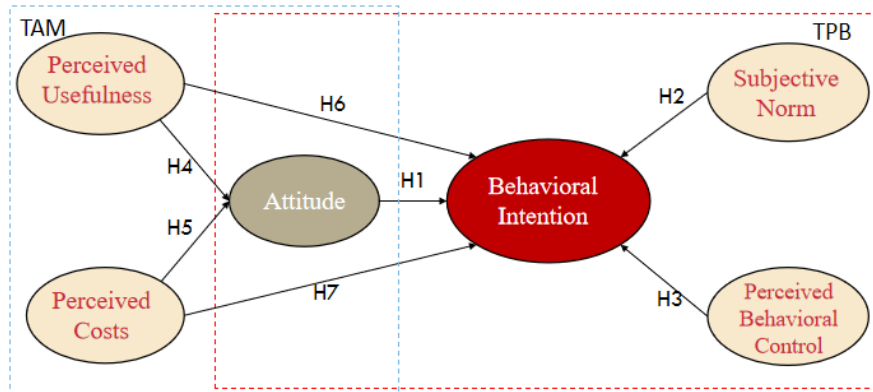 TAM
TPB
Perceived
Usefulness
Subjective
Norm
H6
H2
H4
Attitude
H1
Behavioral
Intention
H5
H7
H3
Perceived
Costs
Perceived
Behavioral
Control